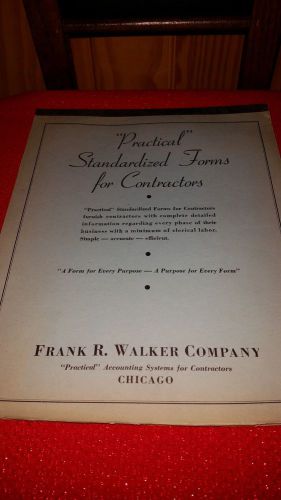 "Practical"
Standardized Forms
for Contractors
"Practical" Standardized Forms for Contractors
furnish contractors with complete detailed
information regarding every phase of their
business with a minimum of clerical labor.
Simple — accurate — efficient.
"A Form for Every Purpose — A Purpose for Every Form"
FRANK R. WALKER COMPANY
"Practical" Accounting Systems for Contractors
CHICAGO